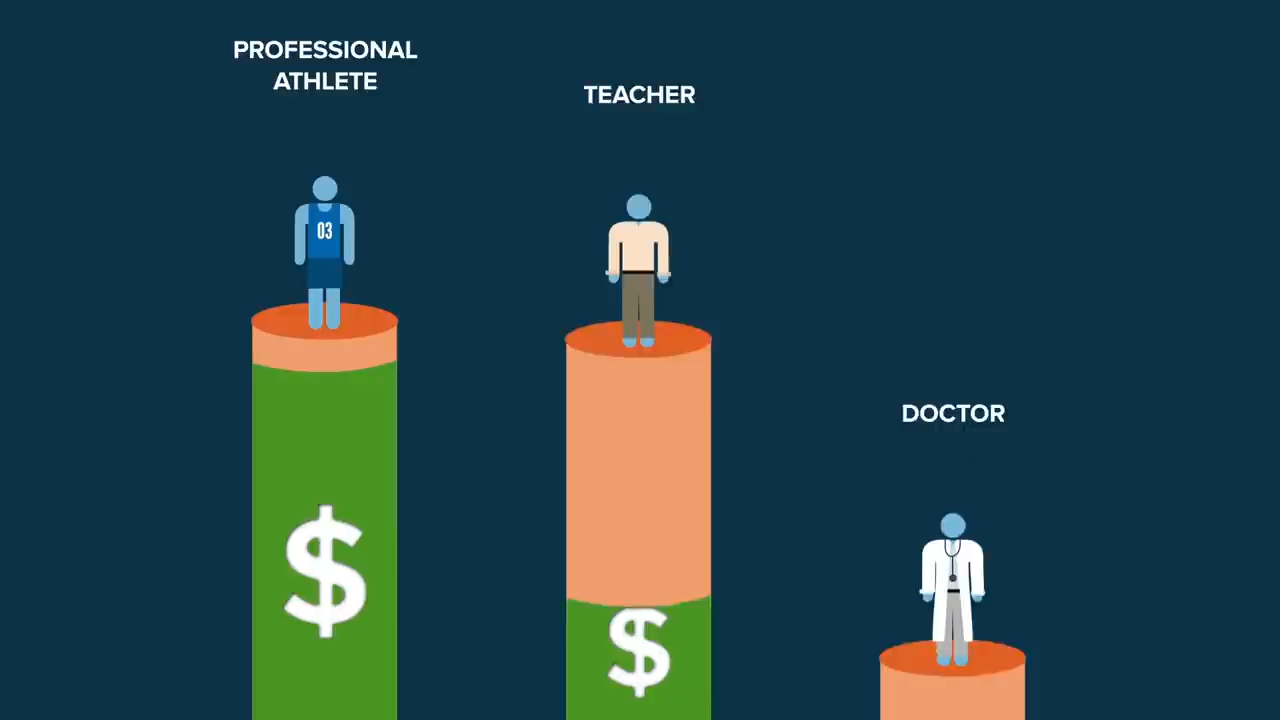 PROFESSIONAL
ATHLETE
TEACHER
03
DOCTOR
$
$